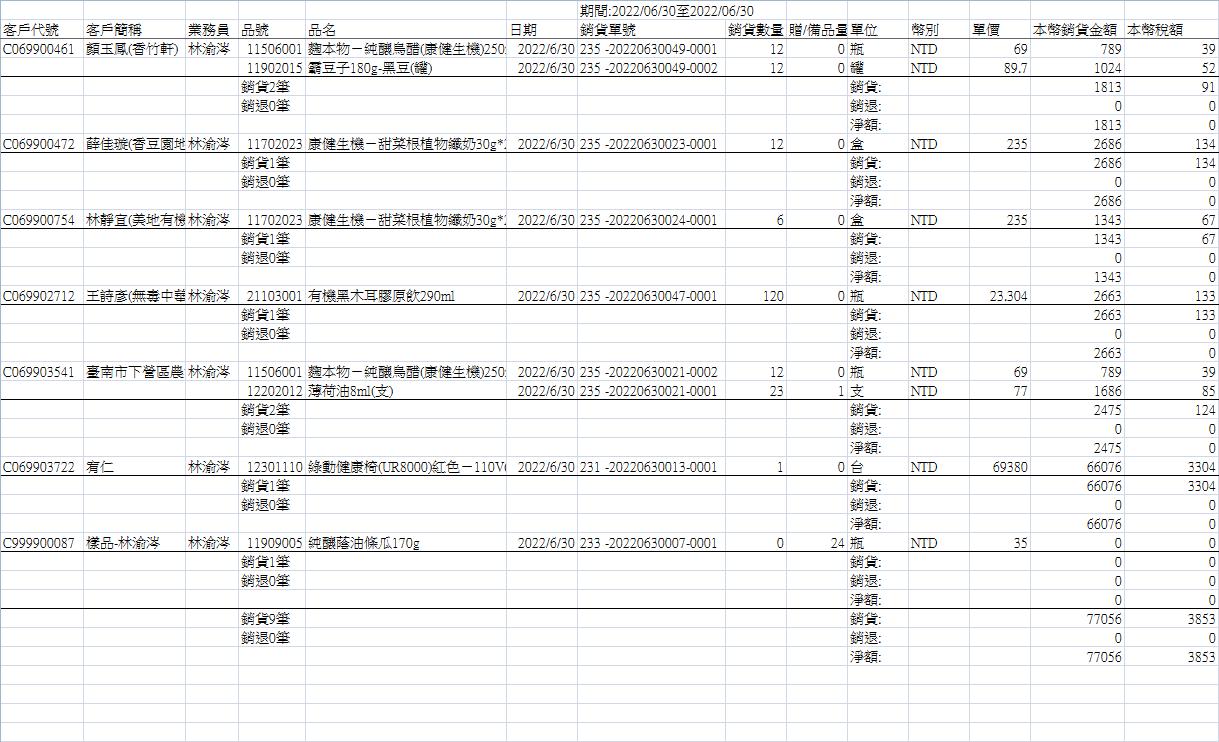 期間:2022/06/30至2022/06/30
客戶代號 客戶簡稱 業務員 品號 品名 日期 銷貨單號 銷貨數量 贈/備品量 單位 幣別 單價 本幣銷貨金額 本幣稅額
C069900461 顏玉鳳(香竹軒) 林渝涔 11506001 麴本物－純釀烏醋(康健生機)250 2022/6/30 235 -20220630049-0001 12 0 瓶 NTD 69 789 39
11902015 霸豆子180g-黑豆(罐) 2022/6/30 235 -20220630049-0002 12 0 罐 NTD 89.7 1024 52
銷貨2筆 銷貨: 1813 91
銷退0筆 銷退: 0 0
淨額: 1813 0
C069900472 薛佳璇(香豆園地 林渝涔 11702023 康健生機－甜菜根植物纖奶30g* 2022/6/30 235 -20220630023-0001 12 0 盒 NTD 235 2686 134
銷貨1筆 銷貨: 2686 134
銷退0筆 銷退: 0 0
淨額: 2686 0
C069900754 林靜宜(美地有機 林渝涔 11702023 康健生機－甜菜根植物纖奶30g* 2022/6/30 235 -20220630024-0001 6 0 盒 NTD 235 1343 67
銷貨1筆 銷貨: 1343 67
銷退0筆 銷退: 0 0
淨額: 1343 0
C069902712 王詩彥(無毒中華 林渝涔 21103001 有機黑木耳膠原飲290ml 2022/6/30 235 -20220630047-0001 120 0 瓶 NTD 23.304 2663 133
銷貨1筆 銷貨: 2663 133
銷退0筆 銷退: 0 0
淨額: 2663 0
C069903541 臺南市下營區農 林渝涔 11506001 麴本物－純釀烏醋(康健生機)250 2022/6/30 235 -20220630021-0002 12 0 瓶 NTD 69 789 39
12202012 薄荷油8ml(支) 2022/6/30 235 -20220630021-0001 23 1 支 NTD 77 1686 85
銷貨2筆 銷貨: 2475 124
銷退0筆 銷退: 0 0
淨額: 2475 0
C069903722 宥仁 林渝涔 12301110 綠動健康椅(UR8000)紅色－110V 2022/6/30 231 -20220630013-0001 1 0 台 NTD 69380 66076 3304
銷貨1筆 銷貨: 66076 3304
銷退0筆 銷退: 0 0
淨額: 66076 0
C999900087 樣品-林渝涔 林渝涔 11909005 純釀蔭油條瓜170g 2022/6/30 233 -20220630007-0001 0 24 瓶 NTD 35 0 0
銷貨1筆 銷貨: 0 0
銷退0筆 銷退: 0 0
淨額: 0 0
銷貨9筆 銷貨: 77056 3853
銷退0筆 銷退: 0 0
淨額: 77056 3853